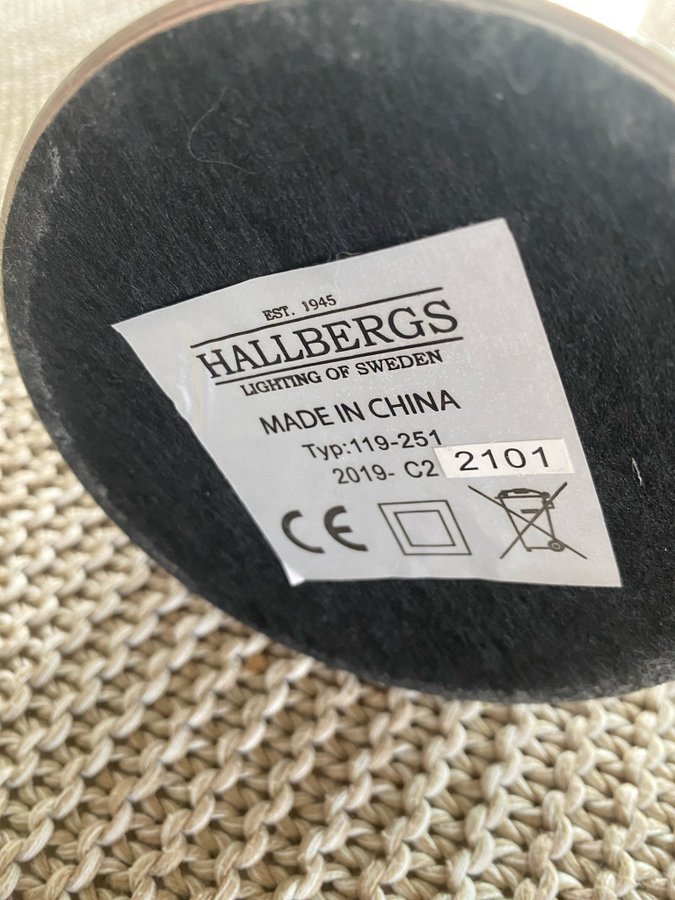 EST. 1945
HALLBERGS
LIGHTING OF SWEDEN
MADE IN CHINA
Typ:119-251
2019- C2 2101
CE